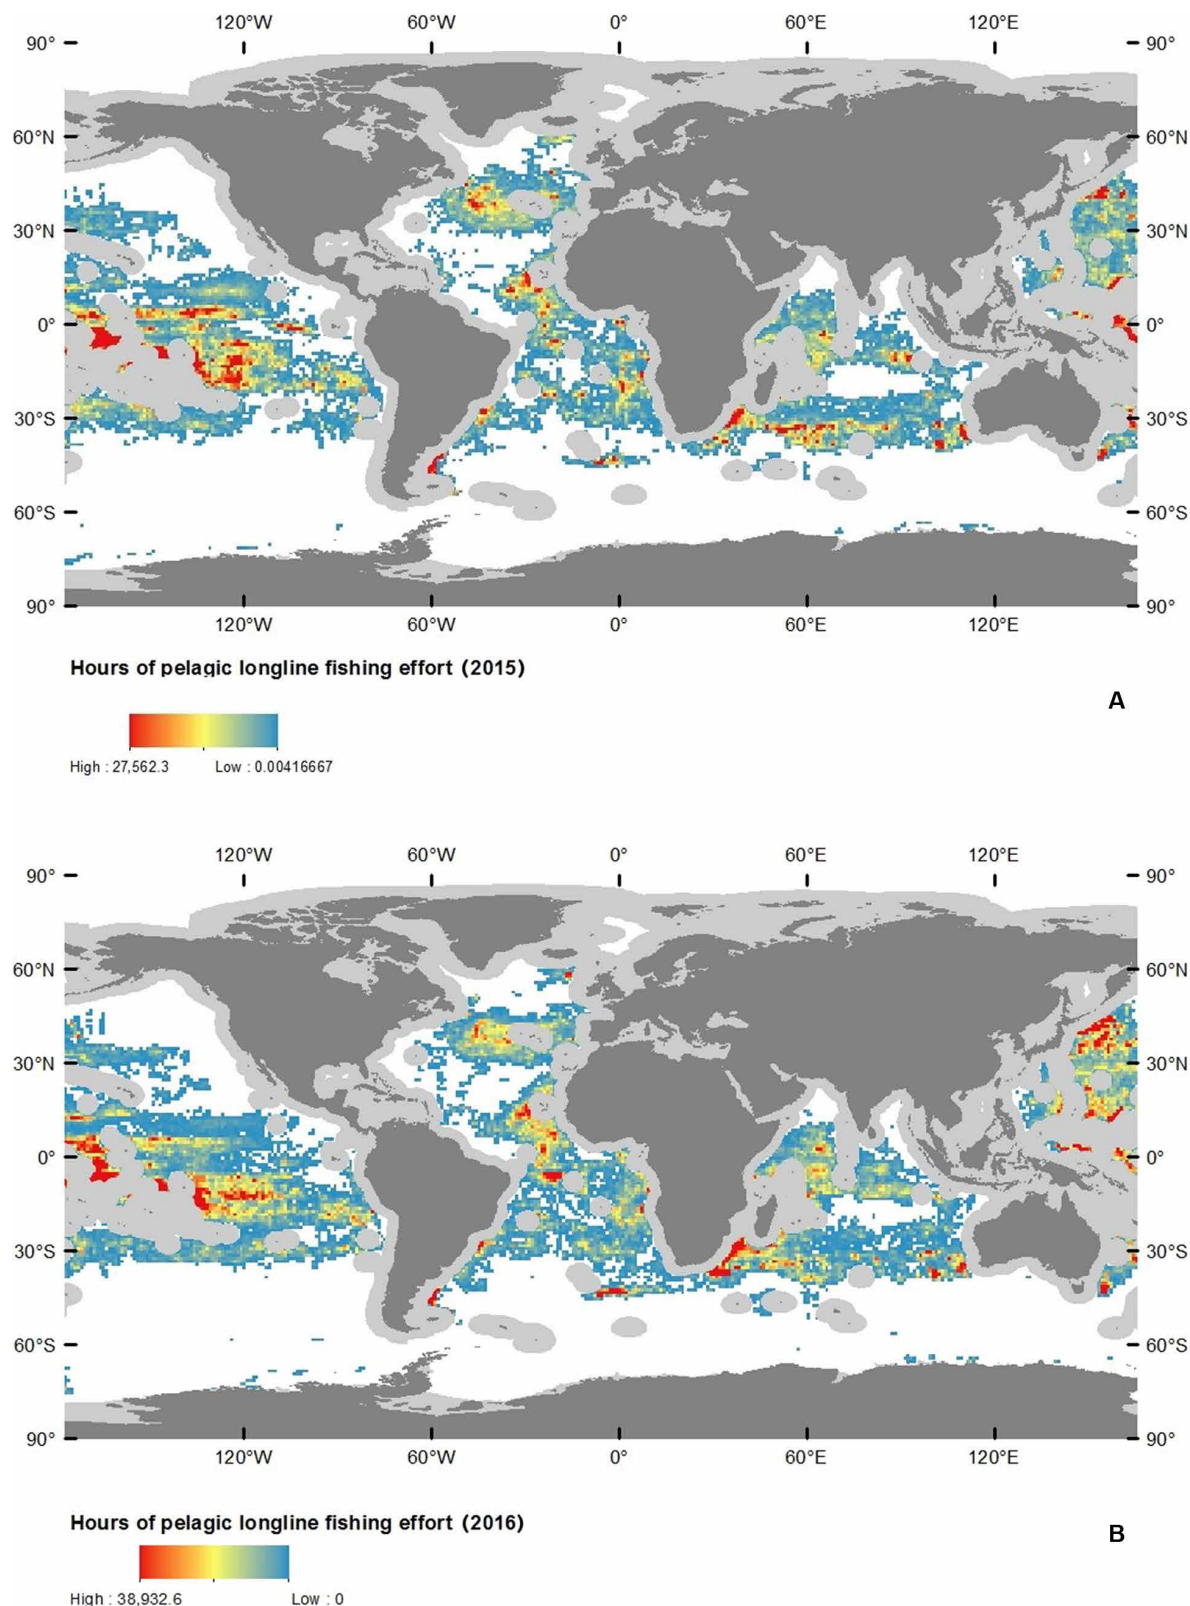 120°W 60°W 0° 60°E 120°E
90° 90°
60°N 60°N
30°N 30°N
0° 0°
30°S 30°S
60°S 60°S
90° 90°
120°W 60°W 0° 60°E 120°E
Hours of pelagic longline fishing effort (2015)
A
High : 27,562.3 Low : 0.00416667
120°W 60°W 0° 60°E 120°E
90° 90°
60°N 60°N
30°N 30°N
0° 0°
30°S 30°S
60°S 60°S
90° 90°
120°W 60°W 0° 60°E 120°E
Hours of pelagic longline fishing effort (2016)
B
High : 38,932.6 Low : 0